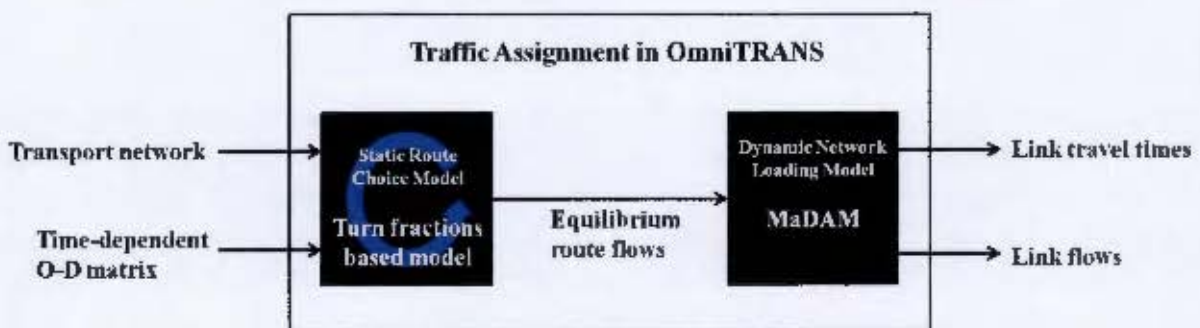 Traffic Assignment in OmniTRANS
Transport network
Time-dependent
O-D matrix
Static Route
Choice Model
Turn fractions
based model
Equilibrium
route flows
Dynamic Network
Loading Model
MaDAM
Link travel times
Link flows